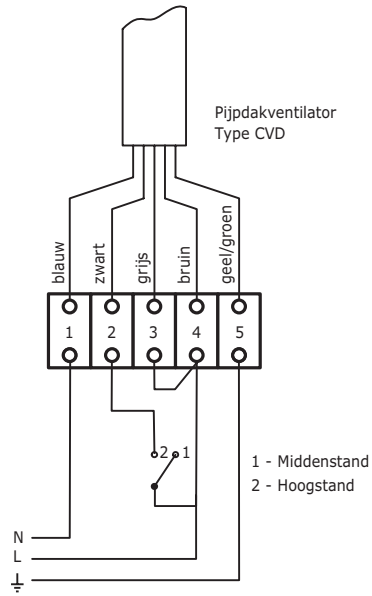 Pijpdakventilator
Type CVD
blauw
zwart
grijs
bruin
geel/groen
1 2 3 4 5
2 1
1 - Middenstand
2 - Hoogstand
N
L